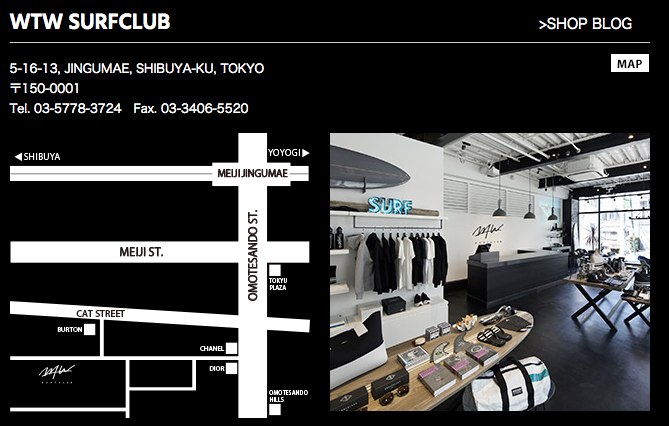 WTW SURFCLUB
>SHOP BLOG
5-16-13, JINGUMAE, SHIBUYA-KU, TOKYO
〒150-0001
Tel. 03-5778-3724 Fax. 03-3406-5520
MAP
◀SHIBUYA
YOYOGI▶
MEIJIJINGUMAE
MEIJI ST.
OMOTESANDO ST.
TOKYU
PLAZA
CAT STREET
BURTON
CHANEL
DIOR
SURFCLUB
OMOTESANDO
HILLS
SURF